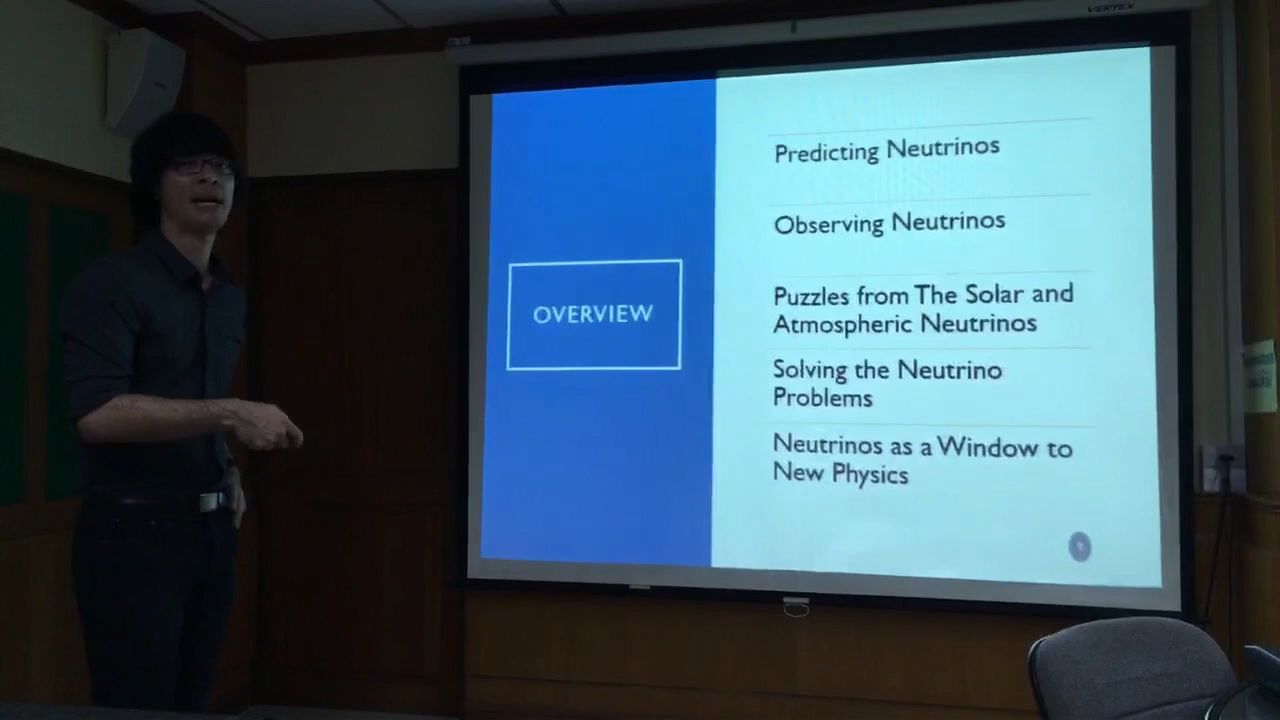 VERTEX
OVERVIEW
Predicting Neutrinos
Observing Neutrinos
Puzzles from The Solar and
Atmospheric Neutrinos
Solving the Neutrino
Problems
Neutrinos as a Window to
New Physics